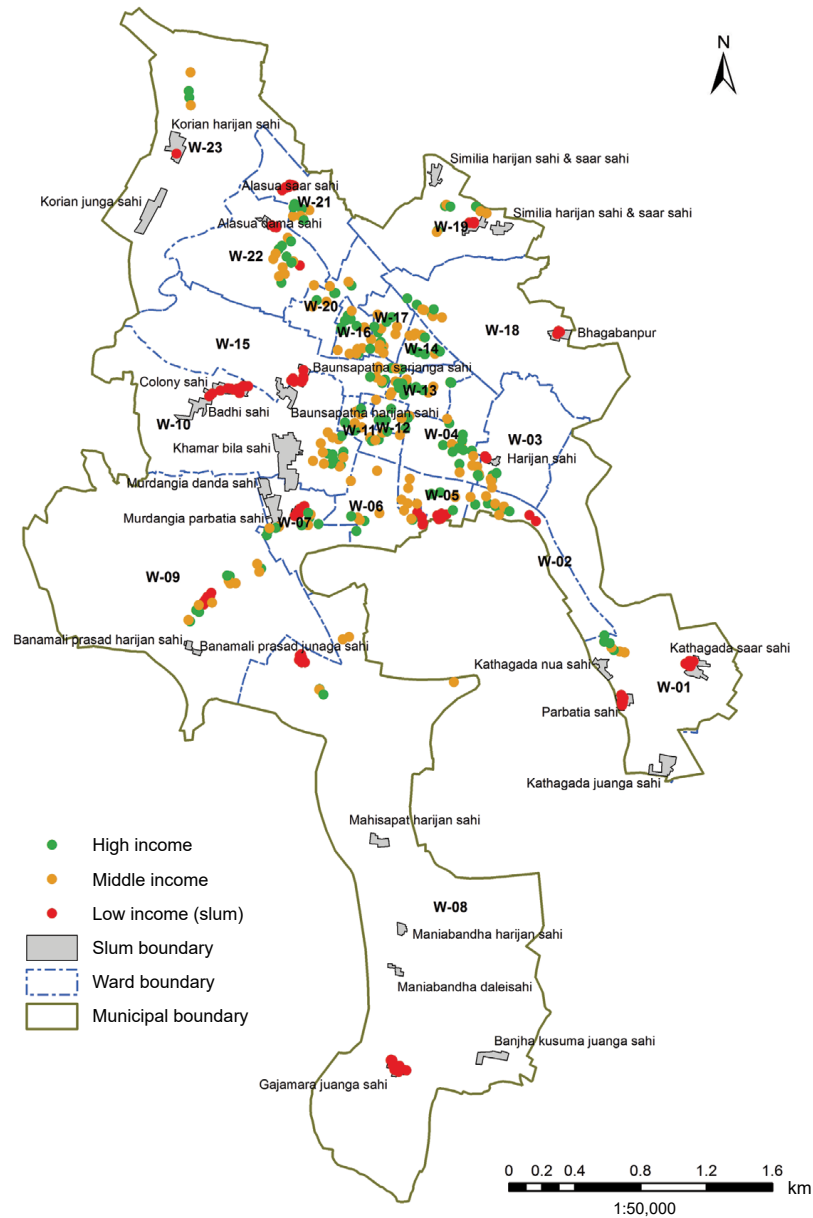 N
Korian harijan sahi
W-23
Similia harijan sahi & saar sahi
Alasua saar sahi
Korian junga sahi
W-21
Similia harijan sahi & saar sahi
Alasua dama sahi
W-19
W-22
W-20
W-17
W-16
W-18
Bhagabanpur
W-15
W-14
Baunsapatna sarianga sahi
Colony sahi
W-13
Badhi sahi
Baunsapatna harijan sahi
W-10
W-11
W-12
W-04
W-03
Khamar bila sahi
Harijan sahi
Murdangia danda sahi
W-05
W-06
Murdangia parbatia sahi
W-07
W-02
W-09
Banamali prasad harijan sahi
Banamali prasad junaga sahi
Kathagada saar sahi
Kathagada nua sahi
W-01
Parbatia sahi
Kathagada juanga sahi
Mahisapat harijan sahi
High income
Middle income
Low income (slum)
Slum boundary
Ward boundary
Municipal boundary
W-08
Maniabandha harijan sahi
Maniabandha daleisahi
Banjha kusuma juanga sahi
Gajamara juanga sahi
0 0.2 0.4 0.8 1.2 1.6
km
1:50,000